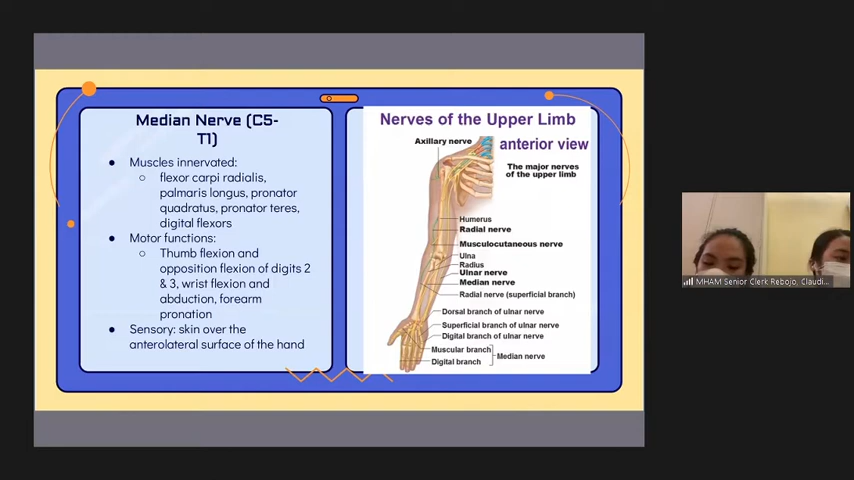 Median Nerve (C5-
T1)
● Muscles innervated:
○ flexor carpi radialis,
palmaris longus, pronator
quadratus, pronator teres,
digital flexors
● Motor functions:
○ Thumb flexion and
opposition flexion of digits 2
& 3, wrist flexion and
abduction, forearm
pronation
● Sensory: skin over the
anterolateral surface of the hand
Nerves of the Upper Limb
anterior view
Axillary nerve
The major nerves
of the upper limb
Humerus
Radial nerve
Musculocutaneous nerve
Ulna
Radius
Ulnar nerve
Median nerve
Radial nerve (superficial branch)
Dorsal branch of ulnar nerve
Superficial branch of ulnar nerve
Digital branch of ulnar nerve
Muscular branch
Digital branch
Median nerve
MHAM Senior Clerk Rebojo, Claudi...